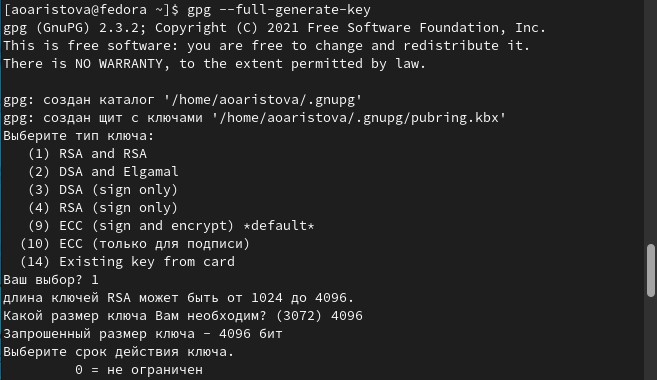 [aoaristova@fedora ~]$ gpg --full-generate-key
gpg (GnuPG) 2.3.2; Copyright (C) 2021 Free Software Foundation, Inc.
This is free software: you are free to change and redistribute it.
There is NO WARRANTY, to the extent permitted by law.

gpg: создан каталог '/home/aoaristova/.gnupg'
gpg: создан щит с ключами '/home/aoaristova/.gnupg/pubring.kbx'
Выберите тип ключа:
   (1) RSA and RSA
   (2) DSA and Elgamal
   (3) DSA (sign only)
   (4) RSA (sign only)
   (9) ECC (sign and encrypt) *default*
  (10) ECC (только для подписи)
  (14) Existing key from card
Ваш выбор? 1
длина ключей RSA может быть от 1024 до 4096.
Какой размер ключа Вам необходим? (3072) 4096
Запрошенный размер ключа - 4096 бит
Выберите срок действия ключа.
         0 = не ограничен